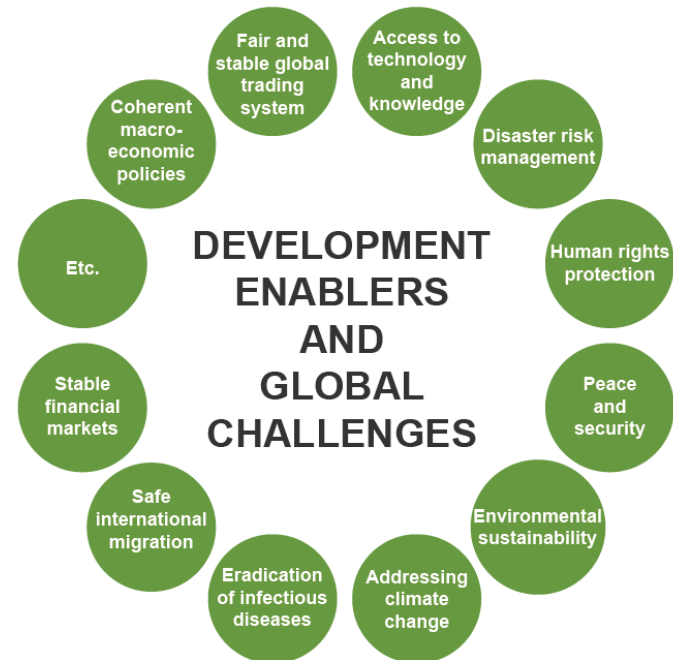 Fair and
stable global
trading
system
Access to
technology
and
knowledge
Disaster risk
management
Human rights
protection
Peace
and
security
Environmental
sustainability
Addressing
climate
change
Eradication
of infectious
diseases
Safe
international
migration
Stable
financial
markets
Etc.
Coherent
macro-
economic
policies
DEVELOPMENT
ENABLERS
AND
GLOBAL
CHALLENGES